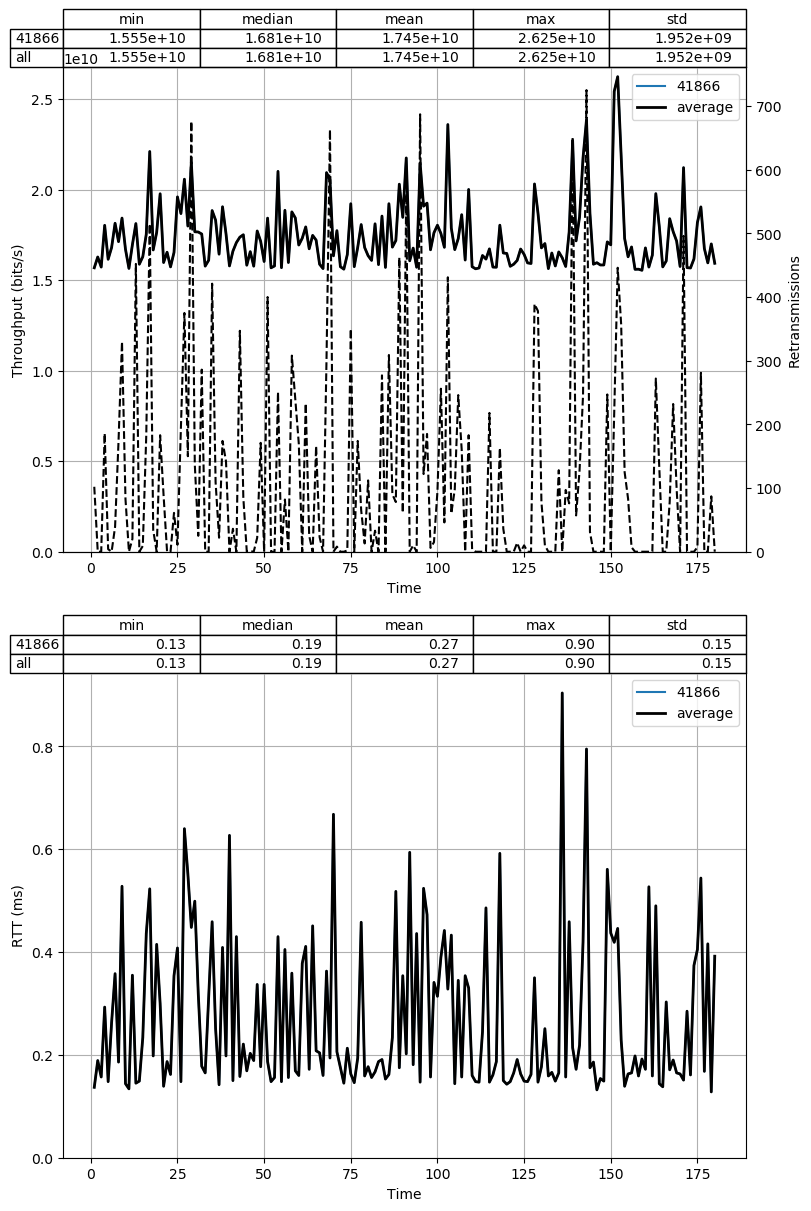 min median mean max std
41866 1.555e+10 1.681e+10 1.745e+10 2.625e+10 1.952e+09
all 1.555e+10 1.681e+10 1.745e+10 2.625e+10 1.952e+09
1e10
41866
average
2.5
2.0
1.5
1.0
0.5
0.0
Throughput (bits/s)
700
600
500
400
300
200
100
0
Retransmissions
0 25 50 75 100 125 150 175
Time
min median mean max std
41866 0.13 0.19 0.27 0.90 0.15
all 0.13 0.19 0.27 0.90 0.15
41866
average
0.8
0.6
0.4
0.2
0.0
RTT (ms)
0 25 50 75 100 125 150 175
Time